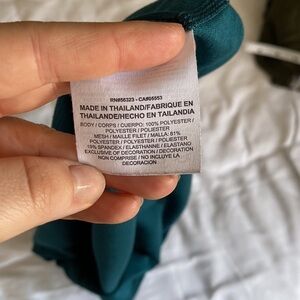 RN#56323 - CA#05553
MADE IN THAILAND/FABRIQUE EN
THAILANDE/HECHO EN TAILANDIA
BODY / CORPS / CUERPO: 100% POLYESTER /
POLYESTER / POLIESTER
MESH / MAILLE FILET / MALLA: 81%
POLYESTER / POLYESTER / POLIESTER
19% SPANDEX / ELASTHANNE / ELASTANO
EXCLUSIVE OF DECORATION / DECORATION
NON COMPRISE / NO INCLUYE LA
DECORACION